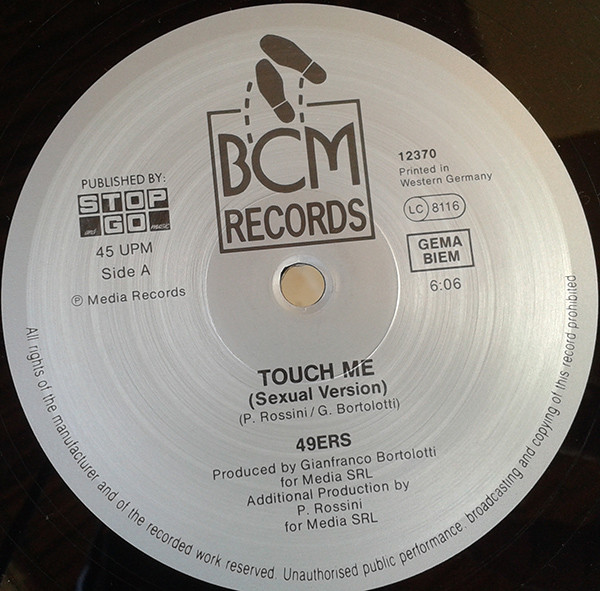 BCM
RECORDS
PUBLISHED BY:
STOP
and GO music
45 UPM
Side A
℗ Media Records
12370
Printed in
Western Germany
LC 8116
GEMA
BIEM
6:06
TOUCH ME
(Sexual Version)
(P. Rossini/G. Bortolotti)
49ERS
Produced by Gianfranco Bortolotti
for Media SRL
Additional Production by
P. Rossini
for Media SRL
All rights of the manufacturer and of the recorded work reserved. Unauthorised public performance. broadcasting and copying of this record prohibited